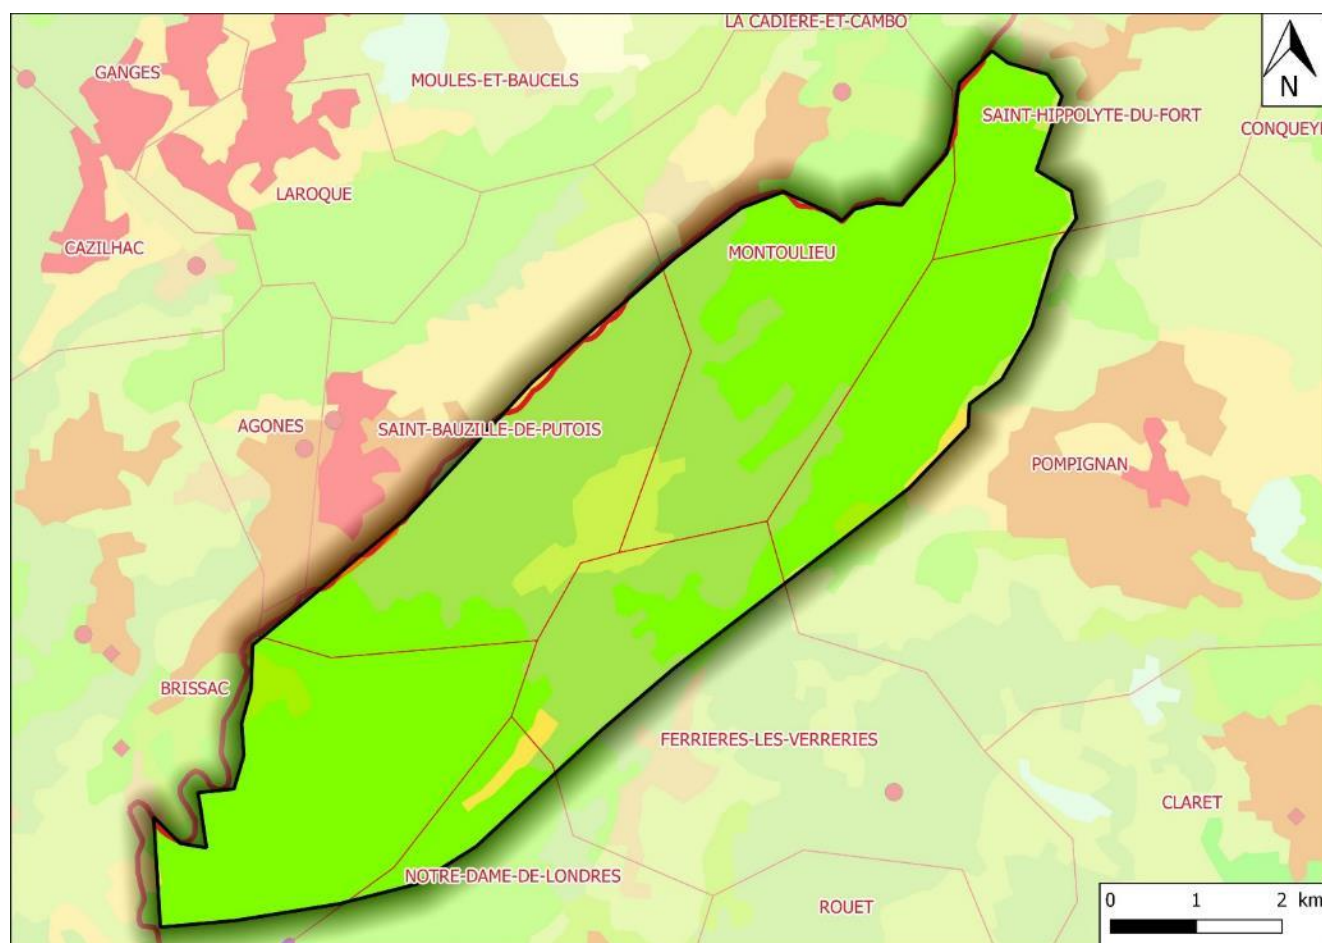 LA CADIERE-ET-CAMBO
GANGES
MOULES-ET-BAUCELS
N
SAINT-HIPPOLYTE-DU-FORT
CONQUEY
LAROQUE
CAZILHAC
MONTOULIEU
AGONES
SAINT-BAUZILLE-DE-PUTOIS
POMPIGNAN
BRISSAC
FERRIERES-LES-VERRERIES
CLARET
NOTRE-DAME-DE-LONDRES
ROUET
0 1 2 km